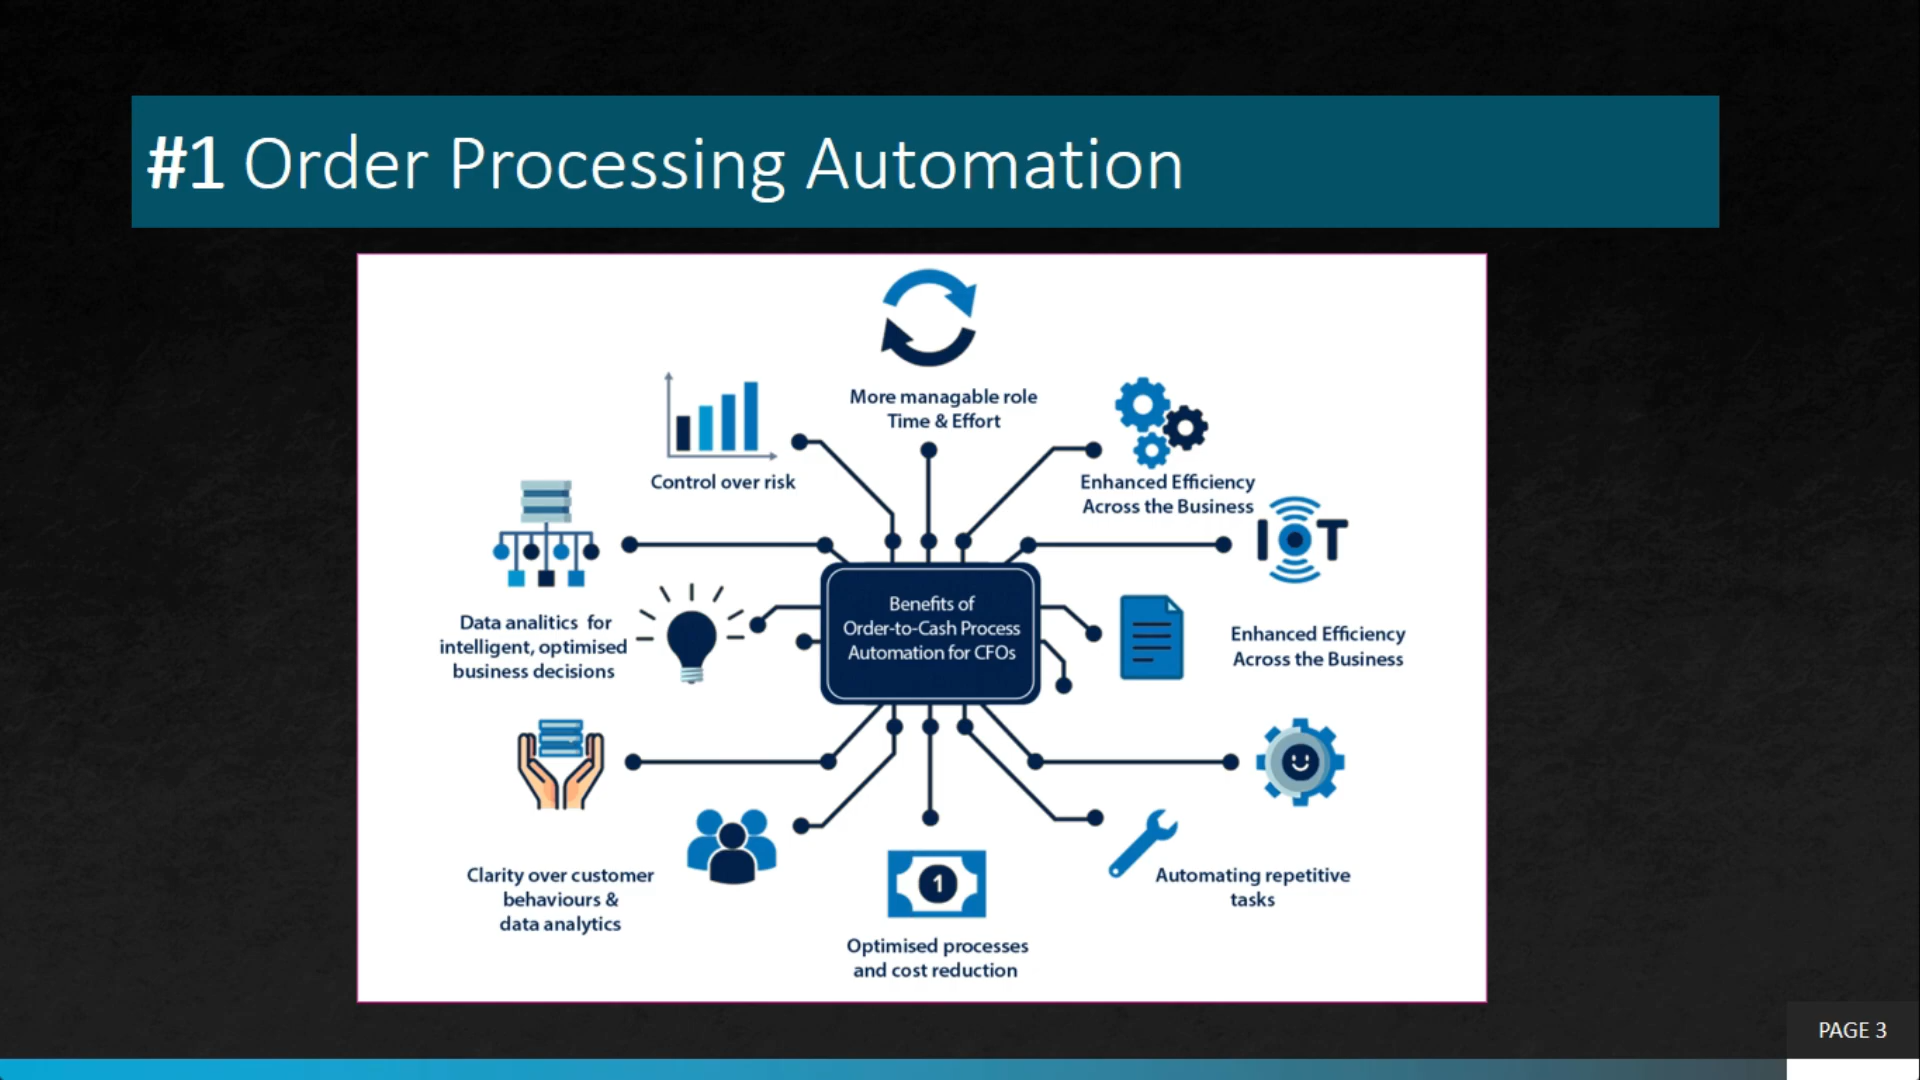 #1 Order Processing Automation
More managable role
Time & Effort
Control over risk
Enhanced Efficiency
Across the Business
IOT
Data analitics for
intelligent, optimised
business decisions
Benefits of
Order-to-Cash Process
Automation for CFOs
Enhanced Efficiency
Across the Business
Clarity over customer
behaviours &
data analytics
1
Optimised processes
and cost reduction
Automating repetitive
tasks
PAGE 3